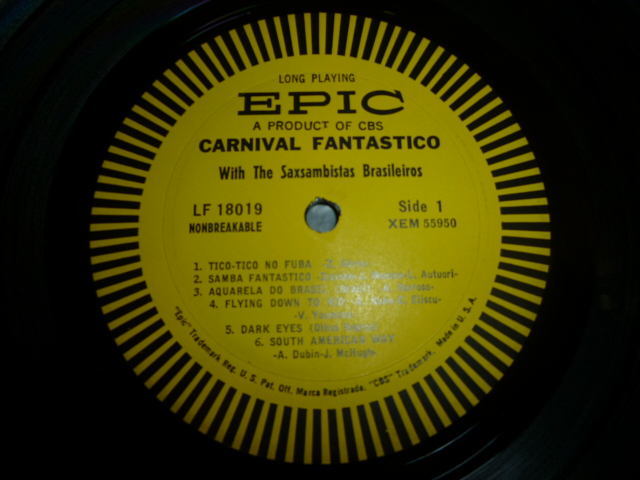 LONG PLAYING
EPIC
A PRODUCT OF CBS
CARNIVAL FANTASTICO
With The Saxsambistas Brasileiros
LF 18019
NONBREAKABLE
Side 1
XEM 55950
1. TICO-TICO NO FUBA
2. SAMBA FANTASTICO Autuori-
3. AQUARELA DO BRASIL
4. FLYING DOWN TO Eliscu-
-V.
5. DARK EYES
6. SOUTH AMERICAN WAY
-A. Dubin-J. McHugh-
"Epic" Trademark Reg. U. S. Pat. Off. Marca Registrada. "CBS" Trademark. Made in U. S. A.